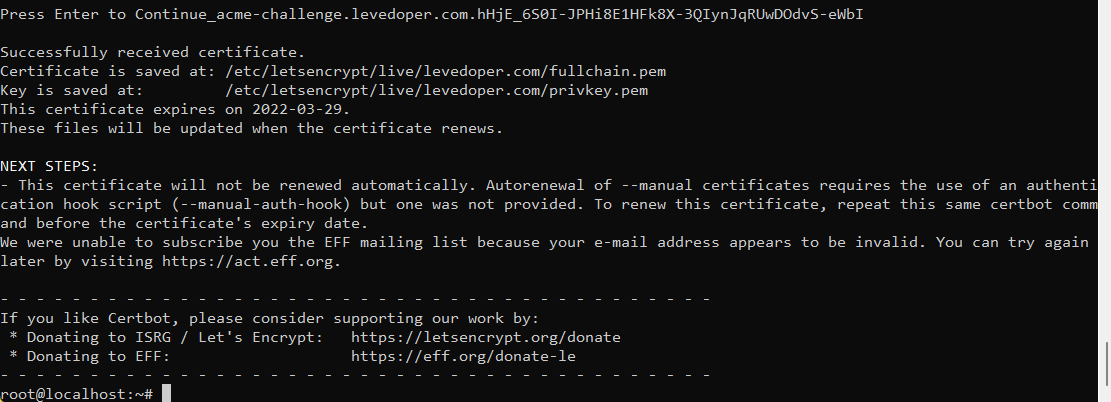 Press Enter to Continue_acme-challenge.levedoper.com.hHjE_6S0I-JPHi8E1HFk8X-3QIynJqRUwDOdvS-eWbI
Successfully received certificate.
Certificate is saved at: /etc/letsencrypt/live/levedoper.com/fullchain.pem
Key is saved at:         /etc/letsencrypt/live/levedoper.com/privkey.pem
This certificate expires on 2022-03-29.
These files will be updated when the certificate renews.
NEXT STEPS:
- This certificate will not be renewed automatically. Autorenewal of --manual certificates requires the use of an authenti
cation hook script (--manual-auth-hook) but one was not provided. To renew this certificate, repeat this same certbot comm
and before the certificate's expiry date.
We were unable to subscribe you the EFF mailing list because your e-mail address appears to be invalid. You can try again
later by visiting https://act.eff.org.
- - - - - - - - - - - - - - - - - - - - - - - - - - - - - - - - - - - - - - - -
If you like Certbot, please consider supporting our work by:
 * Donating to ISRG / Let's Encrypt:   https://letsencrypt.org/donate
 * Donating to EFF:                    https://eff.org/donate-le
- - - - - - - - - - - - - - - - - - - - - - - - - - - - - - - - - - - - - - - -
root@localhost:~#